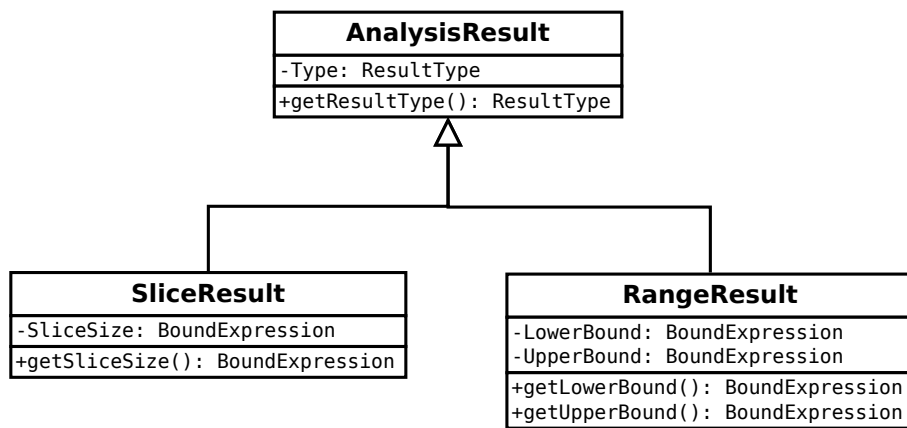 AnalysisResult
-Type: ResultType
+getResultType(): ResultType
SliceResult
-SliceSize: BoundExpression
+getSliceSize(): BoundExpression
RangeResult
-LowerBound: BoundExpression
-UpperBound: BoundExpression
+getLowerBound(): BoundExpression
+getUpperBound(): BoundExpression